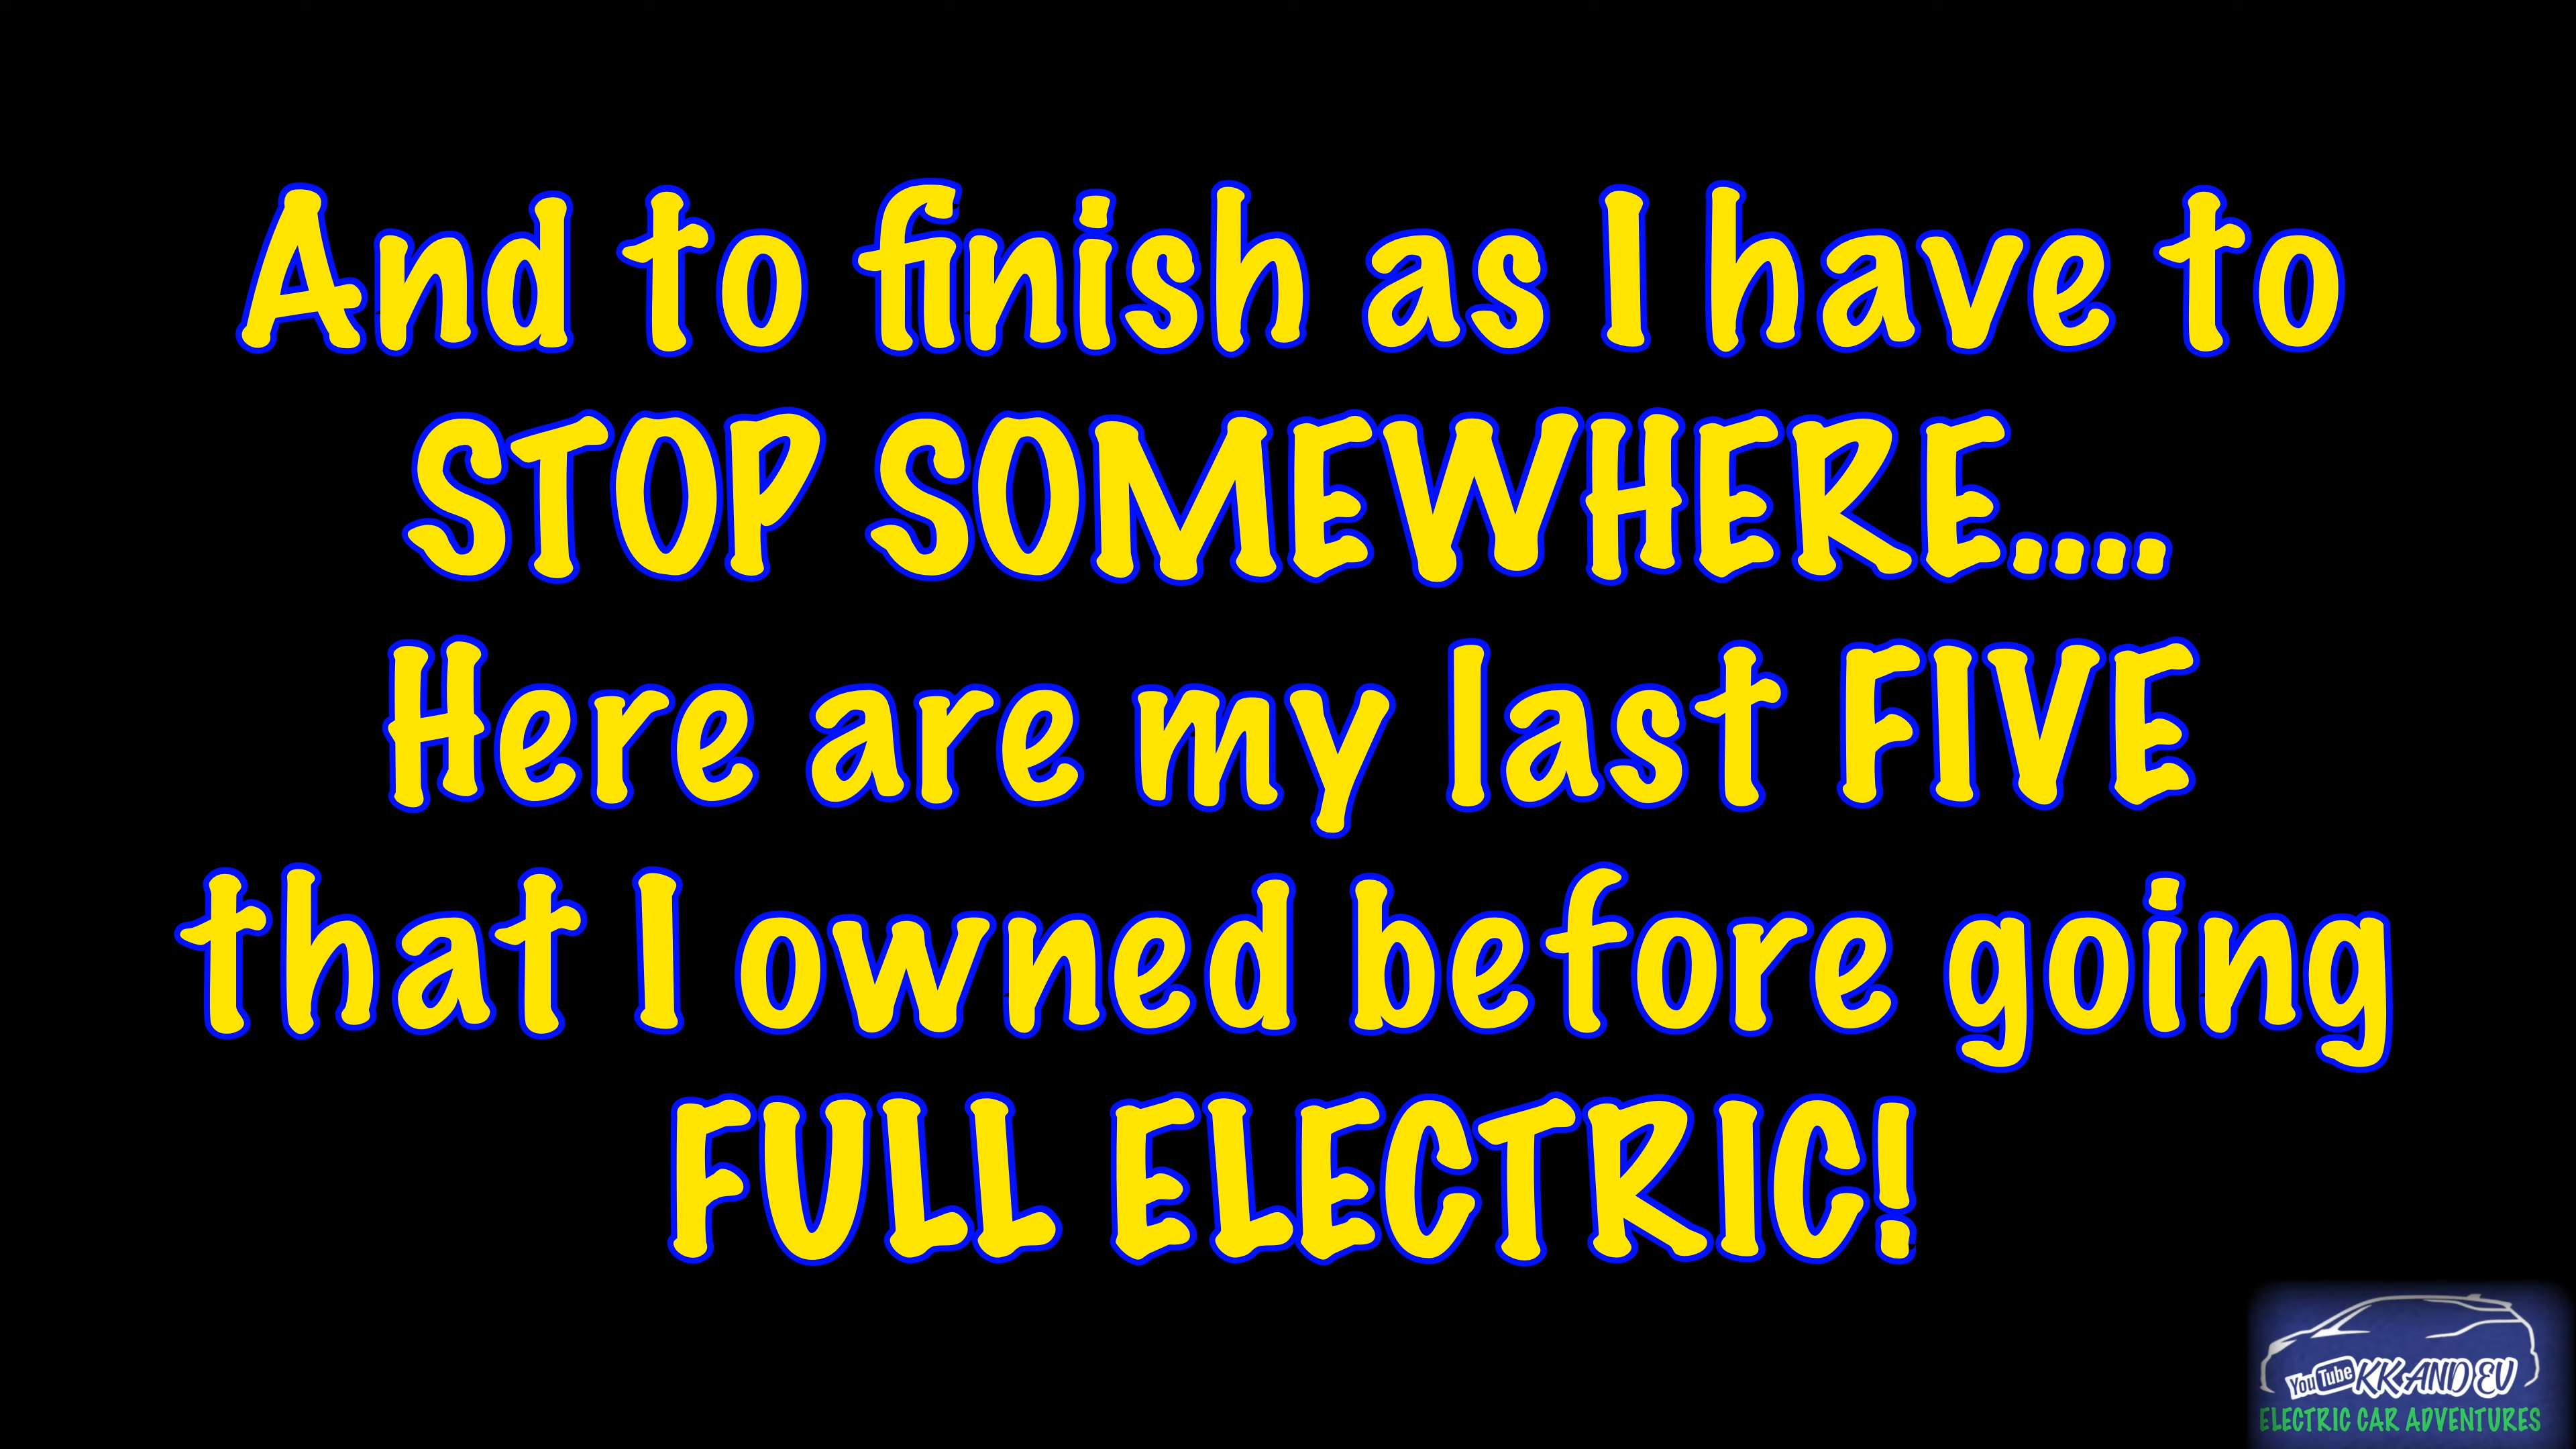 And to finish as I have to
STOP SOMEWHERE....
Here are my last FIVE
that I owned before going
FULL ELECTRIC!
YouTube KK AND EV
ELECTRIC CAR ADVENTURES